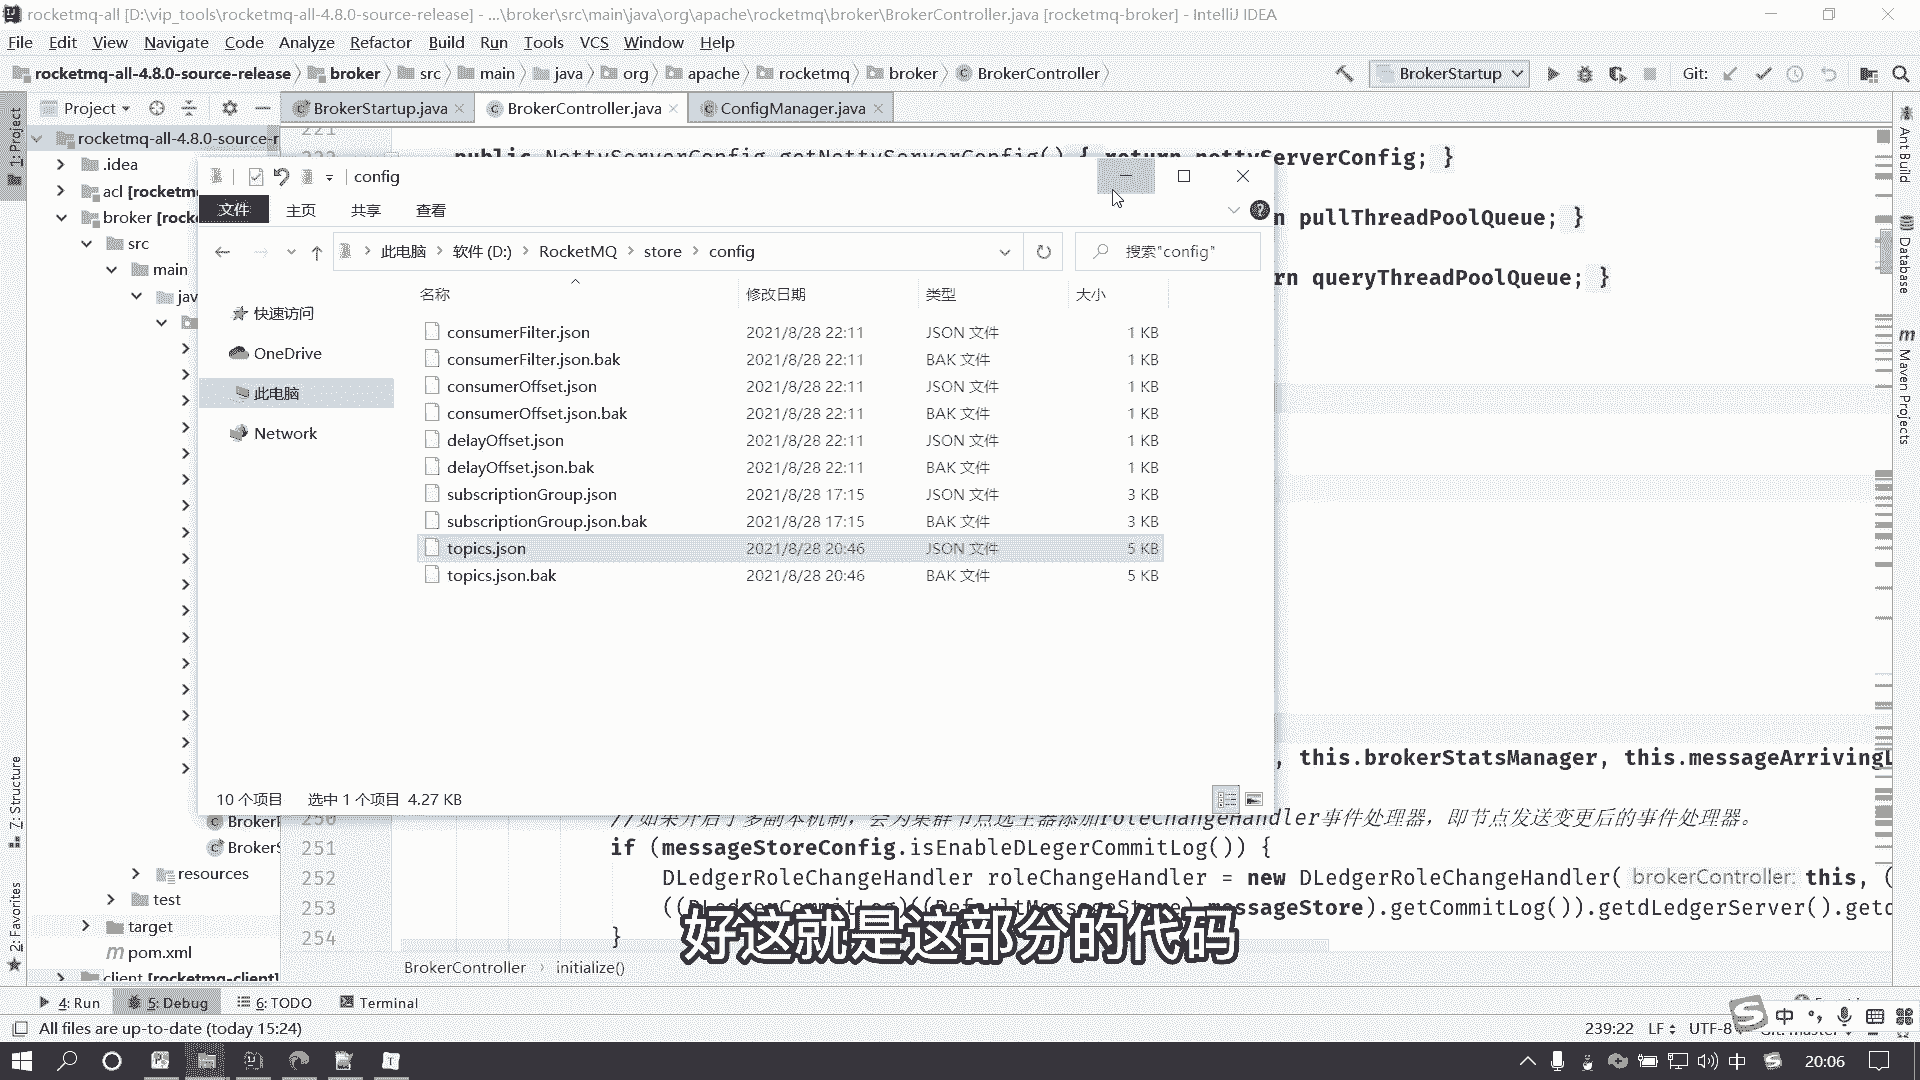 rocketmq-all [D:\vip_tools\rocketmq-all-4.8.0-source-release] - ...\broker\src\main\java\org\apache\rocketmq\broker\BrokerController.java [rocketmq-broker] - IntelliJ IDEA
File Edit View Navigate Code Analyze Refactor Build Run Tools VCS Window Help
rocketmq-all-4.8.0-source-release broker src main java org apache rocketmq broker BrokerController BrokerStartup Git:
Project BrokerStartup.java BrokerController.java ConfigManager.java
1: Project
Ant Build
Database
Maven Projects
7: Structure
2: Favorites
rocketmq-all-4.8.0-source-r
.idea
acl [rocketm
broker [rock
src
main
jav
221
public NettyServerConfig getNettyServerConfig() { return nettyServerConfig; }
n pullThreadPoolQueue; }
rn queryThreadPoolQueue; }
config
文件 主页 共享 查看
此电脑 软件 (D:) RocketMQ store config 搜索"config"
名称 修改日期 类型 大小
快速访问
OneDrive
此电脑
Network
consumerFilter.json 2021/8/28 22:11 JSON 文件 1 KB
consumerFilter.json.bak 2021/8/28 22:11 BAK 文件 1 KB
consumerOffset.json 2021/8/28 22:11 JSON 文件 1 KB
consumerOffset.json.bak 2021/8/28 22:11 BAK 文件 1 KB
delayOffset.json 2021/8/28 22:11 JSON 文件 1 KB
delayOffset.json.bak 2021/8/28 22:11 BAK 文件 1 KB
subscriptionGroup.json 2021/8/28 17:15 JSON 文件 3 KB
subscriptionGroup.json.bak 2021/8/28 17:15 BAK 文件 3 KB
topics.json 2021/8/28 20:46 JSON 文件 5 KB
topics.json.bak 2021/8/28 20:46 BAK 文件 5 KB
10 个项目 选中 1 个项目 4.27 KB
, this.brokerStatsManager, this.messageArrivingL
250 //如果开启了多副本机制，会为集群节点选主器添加roleChangeHandler事件处理器，即节点发送变更后的事件处理器。
251 if (messageStoreConfig.isEnableDLegerCommitLog()) {
252 DLedgerRoleChangeHandler roleChangeHandler = new DLedgerRoleChangeHandler( brokerController: this, (
253 ((DLedgerCommitLog)((DefaultMessageStore) messageStore).getCommitLog()).getdLedgerServer().getd
254 }
BrokerController initialize()
Broker
BrokerS
resources
test
target
pom.xml
client [rocketmq-client]
好这就是这部分的代码
4: Run 5: Debug 6: TODO Terminal
All files are up-to-date (today 15:24) 239:22 LF UTF-8 Git: master
中
中 20:06